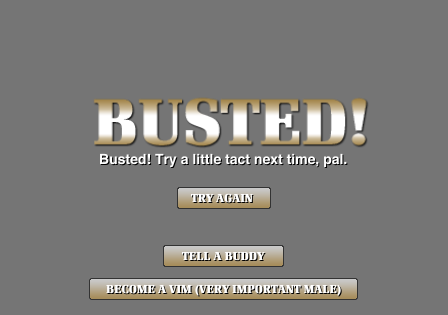 BUSTED!
Busted! Try a little tact next time, pal.
TRY AGAIN
TELL A BUDDY
BECOME A VIM (VERY IMPORTANT MALE)